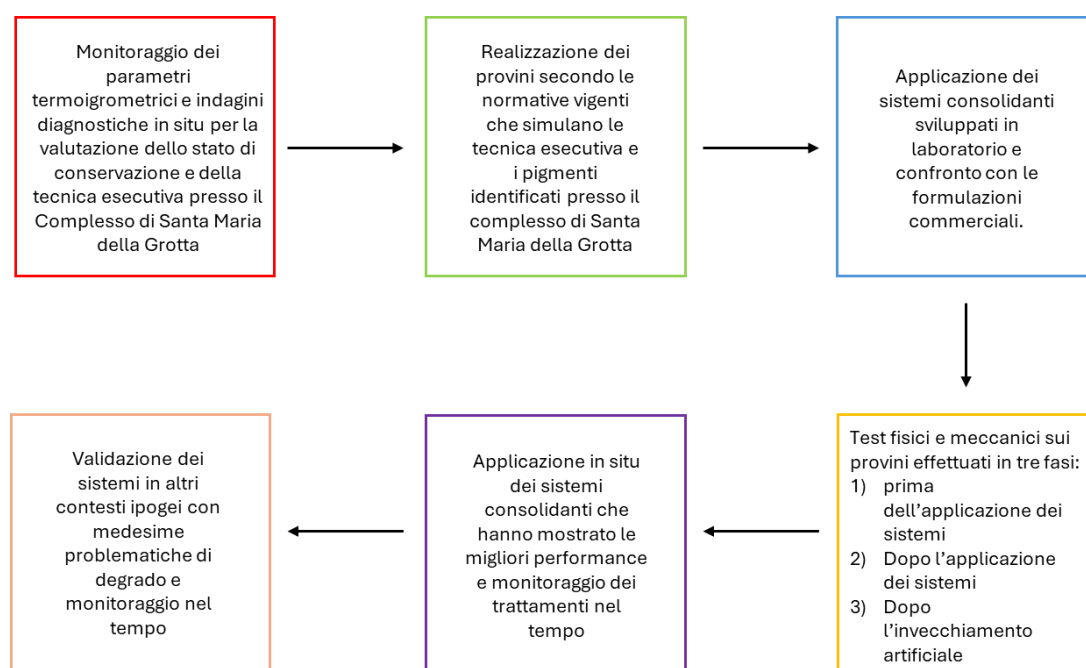 Monitoraggio dei
parametri
termoigrometrici e indagini
diagnostiche in situ per la
valutazione dello stato di
conservazione e della
tecnica esecutiva presso il
Complesso di Santa Maria
della Grotta
Realizzazione dei
provini secondo le
normative vigenti
che simulano le
tecnica esecutiva e
i pigmenti
identificati presso il
complesso di Santa
Maria della Grotta
Applicazione dei
sistemi consolidanti
sviluppati in
laboratorio e
confronto con le
formulazioni
commerciali.
Test fisici e meccanici sui
provini effettuati in tre fasi:
1) prima
dell’applicazione dei
sistemi
2) Dopo l’applicazione
dei sistemi
3) Dopo
l’invecchiamento
artificiale
Applicazione in situ
dei sistemi
consolidanti che
hanno mostrato le
migliori performance
e monitoraggio dei
trattamenti nel
tempo
Validazione dei
sistemi in altri
contesti ipogei con
medesime
problematiche di
degrado e
monitoraggio nel
tempo